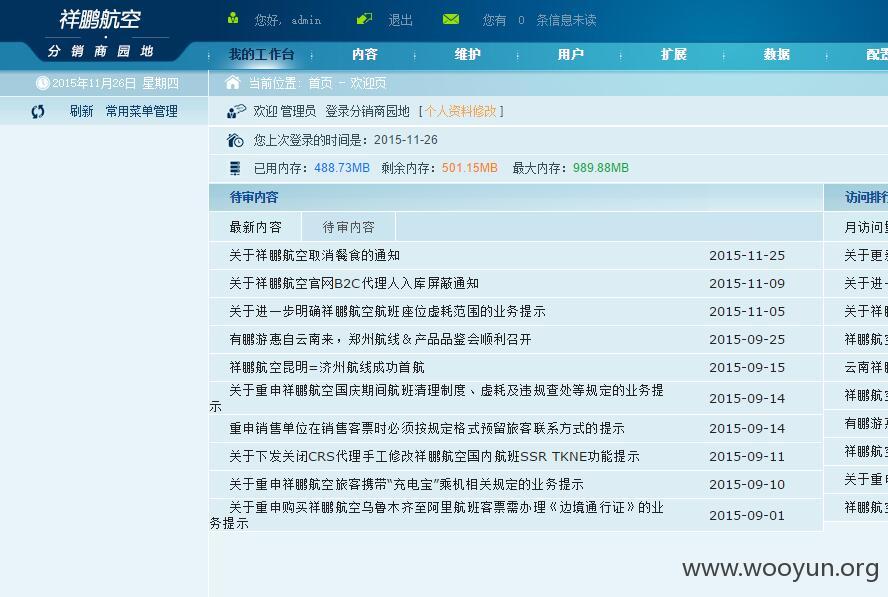 祥鹏航空
分销商园地
您好, admin 退出 您有 0 条信息未读
我的工作台 内容 维护 用户 扩展 数据 配置
2015年11月26日 星期四
当前位置: 首页 - 欢迎页
刷新 常用菜单管理
欢迎 管理员 登录分销商园地 [个人资料修改]
您上次登录的时间是: 2015-11-26
已用内存: 488.73MB 剩余内存: 501.15MB 最大内存: 989.88MB
待审内容 访问排行
最新内容 待审内容 月访问量
关于祥鹏航空取消餐食的通知 2015-11-25 关于更
关于祥鹏航空官网B2C代理人入库屏蔽通知 2015-11-09 关于进一
关于进一步明确祥鹏航空航班座位虚耗范围的业务提示 2015-11-05 关于祥鹏
有鹏游惠自云南来，郑州航线＆产品品鉴会顺利召开 2015-09-25 祥鹏航空
祥鹏航空昆明=济州航线成功首航 2015-09-15 云南祥鹏
关于重申祥鹏航空国庆期间航班清理制度、虚耗及违规查处等规定的业务提
示 2015-09-14 祥鹏航空
重申销售单位在销售客票时必须按规定格式预留旅客联系方式的提示 2015-09-14 有鹏游
关于下发关闭CRS代理手工修改祥鹏航空国内航班SSR TKNE功能提示 2015-09-11 祥鹏航空
关于重申祥鹏航空旅客携带“充电宝”乘机相关规定的业务提示 2015-09-10 关于重申
关于重申购买祥鹏航空乌鲁木齐至阿里航班客票需办理《边境通行证》的业
务提示 2015-09-01 祥鹏航空
www.wooyun.org